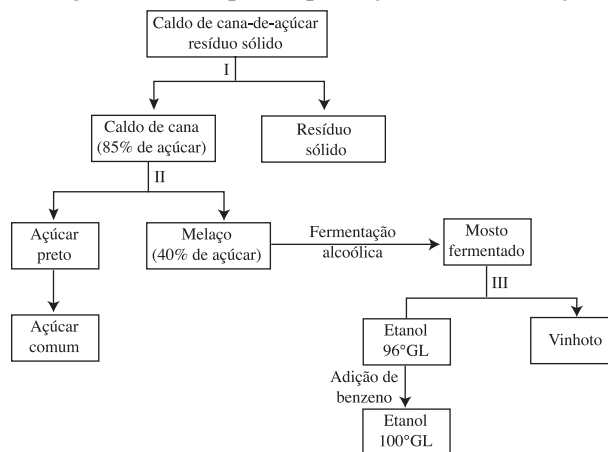 Caldo de cana-de-açúcar
resíduo sólido
I
Caldo de cana
(85% de açúcar)
Resíduo
sólido
II
Açúcar
preto
Melaço
(40% de açúcar)
Fermentação
alcoólica
Mosto
fermentado
III
Açúcar
comum
Etanol
96°GL
Vinhoto
Adição de
benzeno
Etanol
100°GL